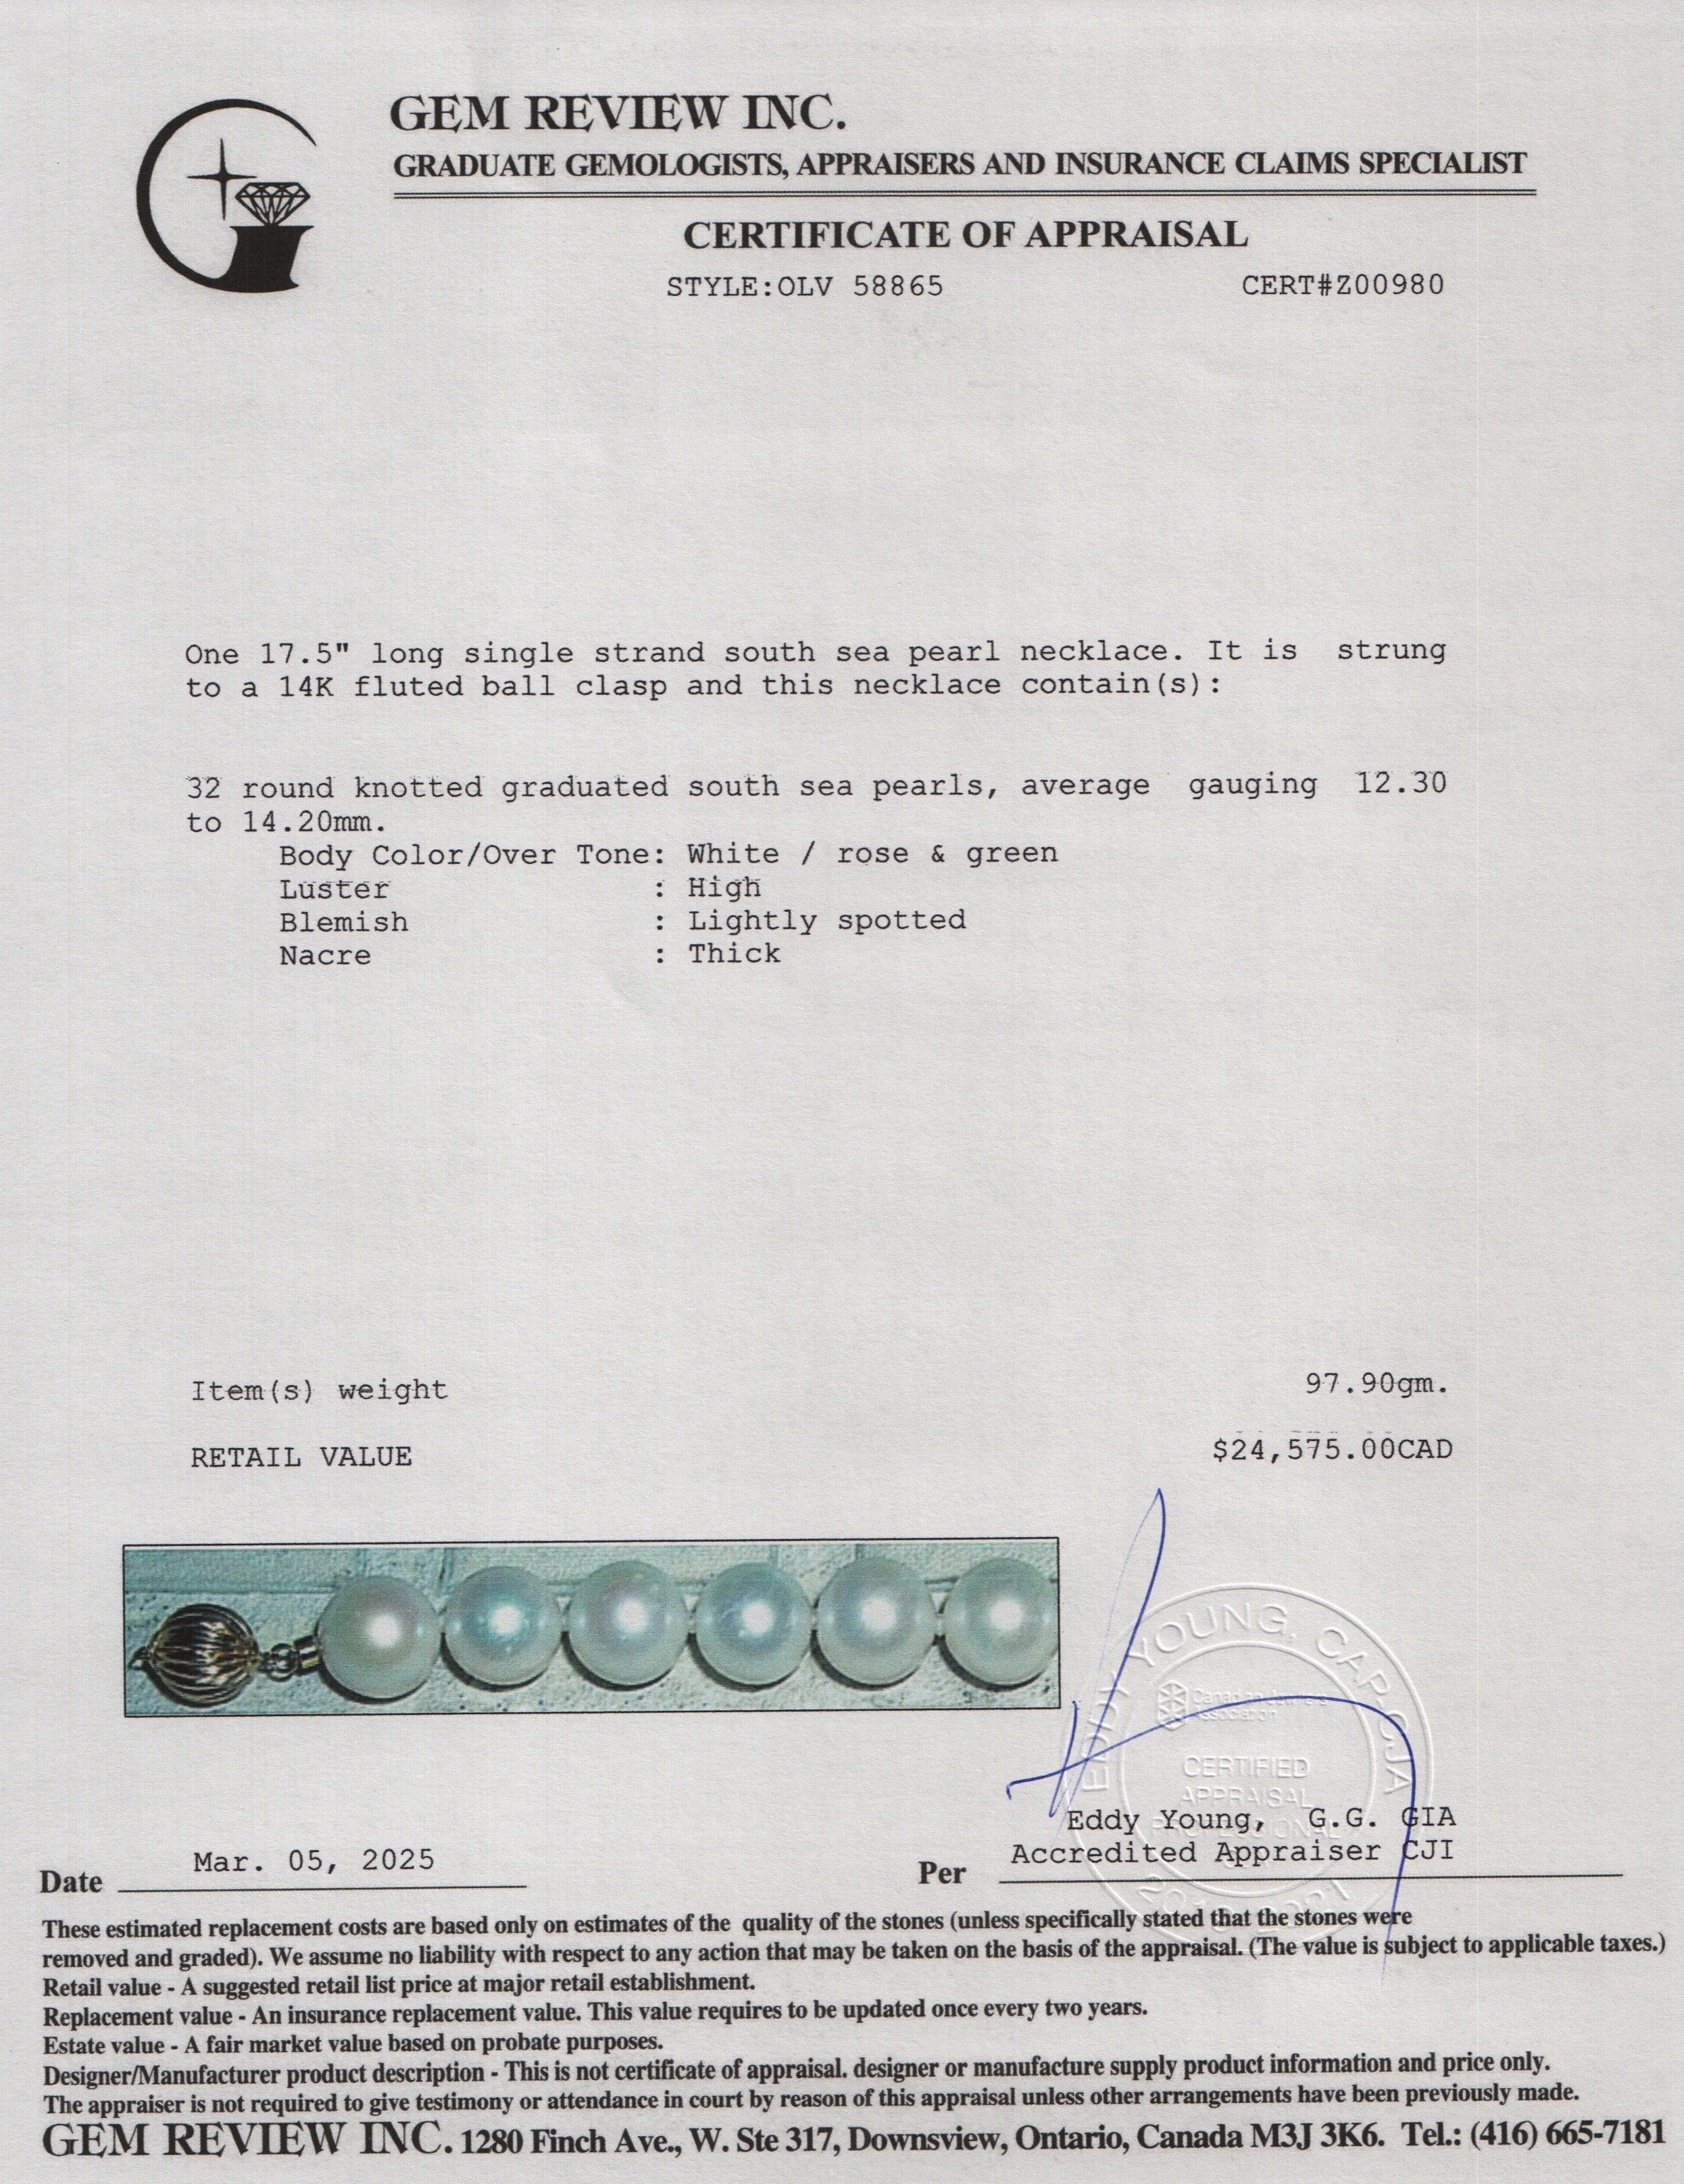 GEM REVIEW INC.
GRADUATE GEMOLOGISTS, APPRAISERS AND INSURANCE CLAIMS SPECIALIST
CERTIFICATE OF APPRAISAL
STYLE:OLV 58865 CERT#Z00980
One 17.5" long single strand south sea pearl necklace. It is strung
to a 14K fluted ball clasp and this necklace contain(s):
32 round knotted graduated south sea pearls, average gauging 12.30
to 14.20mm.
Body Color/Over Tone: White / rose & green
Luster : High
Blemish : Lightly spotted
Nacre : Thick
Item(s) weight 97.90gm.
RETAIL VALUE $24,575.00CAD
EDDY YOUNG, CAP-CJA
Canadian Jewellers
Association
CERTIFIED
APPRAISAL
PROFESSIONAL
Eddy Young, G.G. GIA
Accredited Appraiser CJI
Date Mar. 05, 2025 Per
These estimated replacement costs are based only on estimates of the quality of the stones (unless specifically stated that the stones were
removed and graded). We assume no liability with respect to any action that may be taken on the basis of the appraisal. (The value is subject to applicable taxes.)
Retail value - A suggested retail list price at major retail establishment.
Replacement value - An insurance replacement value. This value requires to be updated once every two years.
Estate value - A fair market value based on probate purposes.
Designer/Manufacturer product description - This is not certificate of appraisal. designer or manufacture supply product information and price only.
The appraiser is not required to give testimony or attendance in court by reason of this appraisal unless other arrangements have been previously made.
GEM REVIEW INC. 1280 Finch Ave., W. Ste 317, Downsview, Ontario, Canada M3J 3K6. Tel.: (416) 665-7181